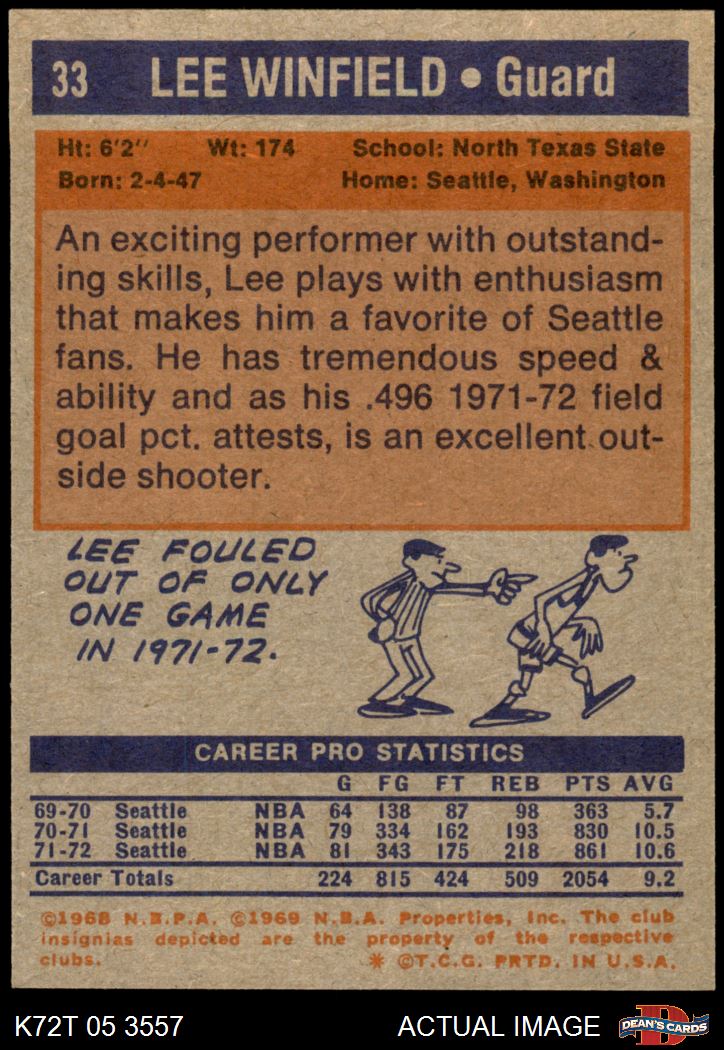 33 LEE WINFIELD • Guard
Ht: 6'2" Wt: 174 School: North Texas State
Born: 2-4-47 Home: Seattle, Washington
An exciting performer with outstand-
ing skills, Lee plays with enthusiasm
that makes him a favorite of Seattle
fans. He has tremendous speed &
ability and as his .496 1971-72 field
goal pct. attests, is an excellent out-
side shooter.
LEE FOULED
OUT OF ONLY
ONE GAME
IN 1971-72.
CAREER PRO STATISTICS
G FG FT REB PTS AVG
69-70 Seattle NBA 64 138 87 98 363 5.7
70-71 Seattle NBA 79 334 162 193 830 10.5
71-72 Seattle NBA 81 343 175 218 861 10.6
Career Totals 224 815 424 509 2054 9.2
©1968 N.B.P.A. ©1969 N.B.A. Properties, Inc. The club
insignias depicted are the property of the respective
clubs. * ©T.C.G. PRTD. IN U.S.A.
K72T 05 3557 ACTUAL IMAGE D DEAN'S CARDS